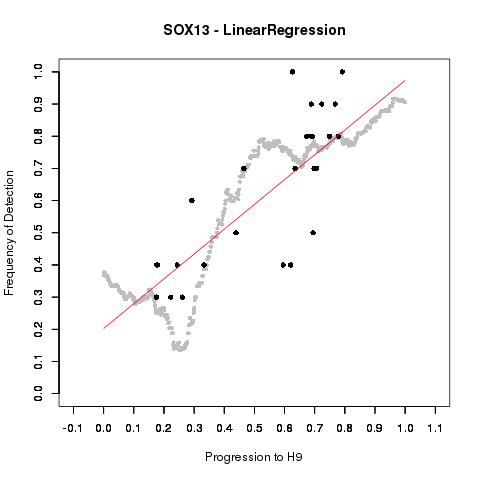 SOX13 - LinearRegression
Frequency of Detection
1.0
0.9
0.8
0.7
0.6
0.5
0.4
0.3
0.2
0.1
0.0
-0.1 0.0 0.1 0.2 0.3 0.4 0.5 0.6 0.7 0.8 0.9 1.0 1.1
Progression to H9